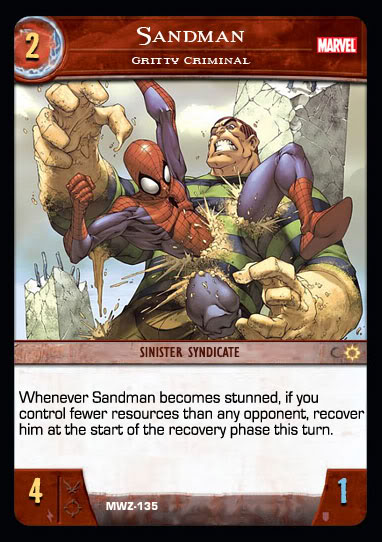 2
SANDMAN
MARVEL
GRITTY CRIMINAL
SINISTER SYNDICATE
C
Whenever Sandman becomes stunned, if you
control fewer resources than any opponent, recover
him at the start of the recovery phase this turn.
4
MWZ-135
1